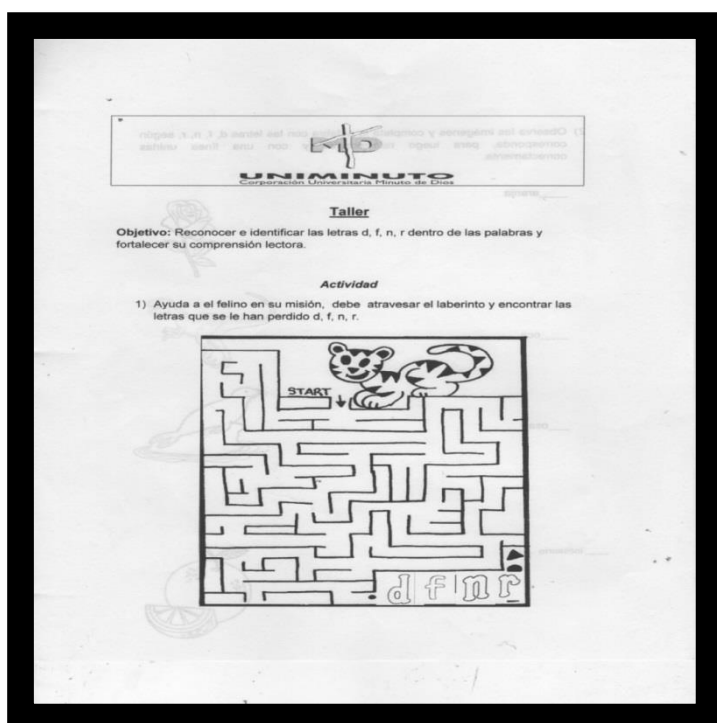 MD
UNIMINUTO
Corporación Universitaria Minuto de Dios
Taller
Objetivo: Reconocer e identificar las letras d, f, n, r dentro de las palabras y
fortalecer su comprensión lectora.
Actividad
1) Ayuda a el felino en su misión, debe atravesar el laberinto y encontrar las
letras que se le han perdido d, f, n, r.
START
d f n r